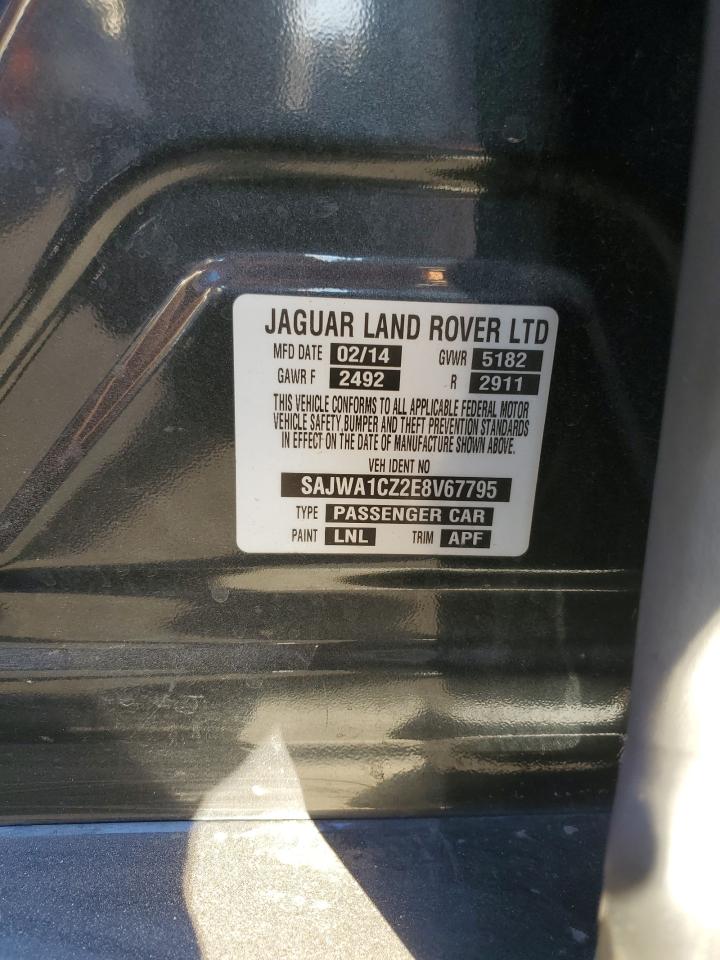 JAGUAR LAND ROVER LTD
MFD DATE 02/14 GVWR 5182
GAWR F 2492 R 2911
THIS VEHICLE CONFORMS TO ALL APPLICABLE FEDERAL MOTOR
VEHICLE SAFETY, BUMPER AND THEFT PREVENTION STANDARDS
IN EFFECT ON THE DATE OF MANUFACTURE SHOWN ABOVE.
VEH IDENT NO
SAJWA1CZ2E8V67795
TYPE PASSENGER CAR
PAINT LNL TRIM APF